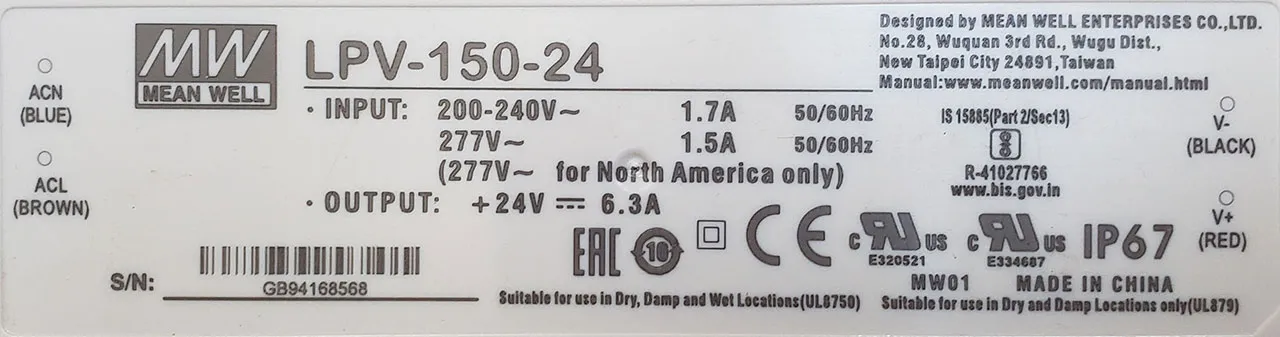 MW
MEAN WELL
LPV-150-24
Designed by MEAN WELL ENTERPRISES CO.,LTD.
No.28, Wuquan 3rd Rd., Wugu Dist.,
New Taipei City 24891,Taiwan
Manual:www.meanwell.com/manual.html
ACN
(BLUE)
ACL
(BROWN)
· INPUT: 200-240V~ 1.7A 50/60Hz
277V~ 1.5A 50/60Hz
(277V~ for North America only)
· OUTPUT: +24V⎓ 6.3A
IS 15885(Part 2/Sec13)
R-41027766
www.bis.gov.in
V-
(BLACK)
V+
(RED)
EAC 10 CE c RU us c RU us IP67
E320521 E334687
MW01 MADE IN CHINA
S/N: GB94168568
Suitable for use in Dry, Damp and Wet Locations(UL8750) Suitable for use in Dry and Damp Locations only(UL879)